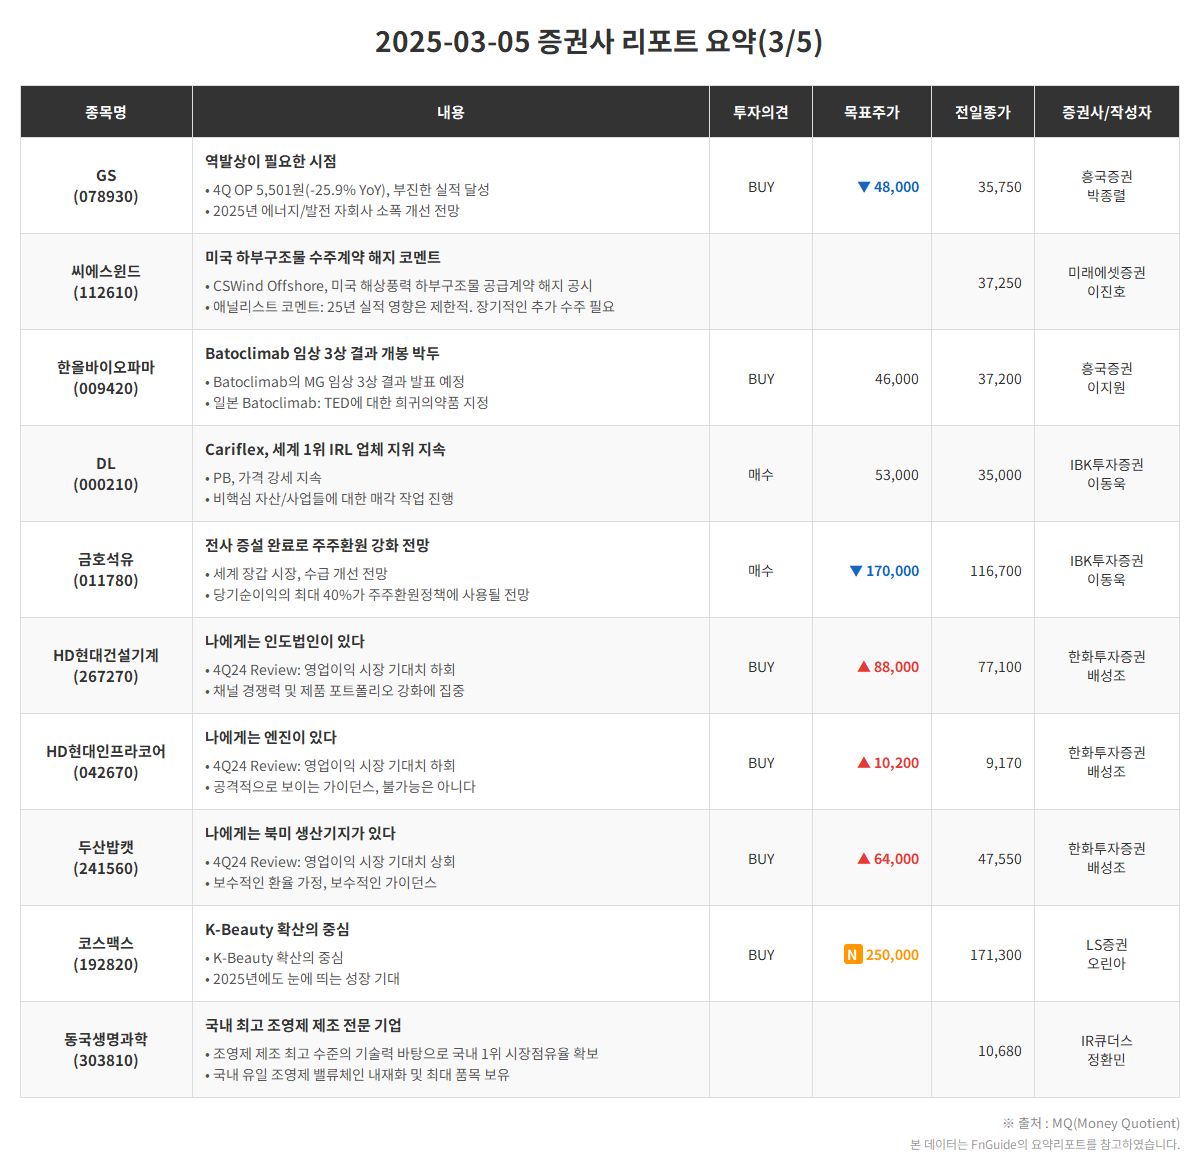 2025-03-05 증권사 리포트 요약(3/5)
종목명 내용 투자의견 목표주가 전일종가 증권사/작성자
GS
(078930)
역발상이 필요한 시점
• 4Q OP 5,501원(-25.9% YoY), 부진한 실적 달성
• 2025년 에너지/발전 자회사 소폭 개선 전망
BUY
▼ 48,000
35,750
흥국증권
박종렬
씨에스윈드
(112610)
미국 하부구조물 수주계약 해지 코멘트
• CSWind Offshore, 미국 해상풍력 하부구조물 공급계약 해지 공시
• 애널리스트 코멘트: 25년 실적 영향은 제한적. 장기적인 추가 수주 필요
37,250
미래에셋증권
이진호
한올바이오파마
(009420)
Batoclimab 임상 3상 결과 개봉 박두
• Batoclimab의 MG 임상 3상 결과 발표 예정
• 일본 Batoclimab: TED에 대한 희귀의약품 지정
BUY
46,000
37,200
흥국증권
이지원
DL
(000210)
Cariflex, 세계 1위 IRL 업체 지위 지속
• PB, 가격 강세 지속
• 비핵심 자산/사업들에 대한 매각 작업 진행
매수
53,000
35,000
IBK투자증권
이동욱
금호석유
(011780)
전사 증설 완료로 주주환원 강화 전망
• 세계 장갑 시장, 수급 개선 전망
• 당기순이익의 최대 40%가 주주환원정책에 사용될 전망
매수
▼ 170,000
116,700
IBK투자증권
이동욱
HD현대건설기계
(267270)
나에게는 인도법인이 있다
• 4Q24 Review: 영업이익 시장 기대치 하회
• 채널 경쟁력 및 제품 포트폴리오 강화에 집중
BUY
▲ 88,000
77,100
한화투자증권
배성조
HD현대인프라코어
(042670)
나에게는 엔진이 있다
• 4Q24 Review: 영업이익 시장 기대치 하회
• 공격적으로 보이는 가이던스, 불가능은 아니다
BUY
▲ 10,200
9,170
한화투자증권
배성조
두산밥캣
(241560)
나에게는 북미 생산기지가 있다
• 4Q24 Review: 영업이익 시장 기대치 상회
• 보수적인 환율 가정, 보수적인 가이던스
BUY
▲ 64,000
47,550
한화투자증권
배성조
코스맥스
(192820)
K-Beauty 확산의 중심
• K-Beauty 확산의 중심
• 2025년에도 눈에 띄는 성장 기대
BUY
N 250,000
171,300
LS증권
오린아
동국생명과학
(303810)
국내 최고 조영제 제조 전문 기업
• 조영제 제조 최고 수준의 기술력 바탕으로 국내 1위 시장점유율 확보
• 국내 유일 조영제 밸류체인 내재화 및 최대 품목 보유
10,680
IR큐더스
정환민
※ 출처 : MQ(Money Quotient)
본 데이터는 FnGuide의 요약리포트를 참고하였습니다.